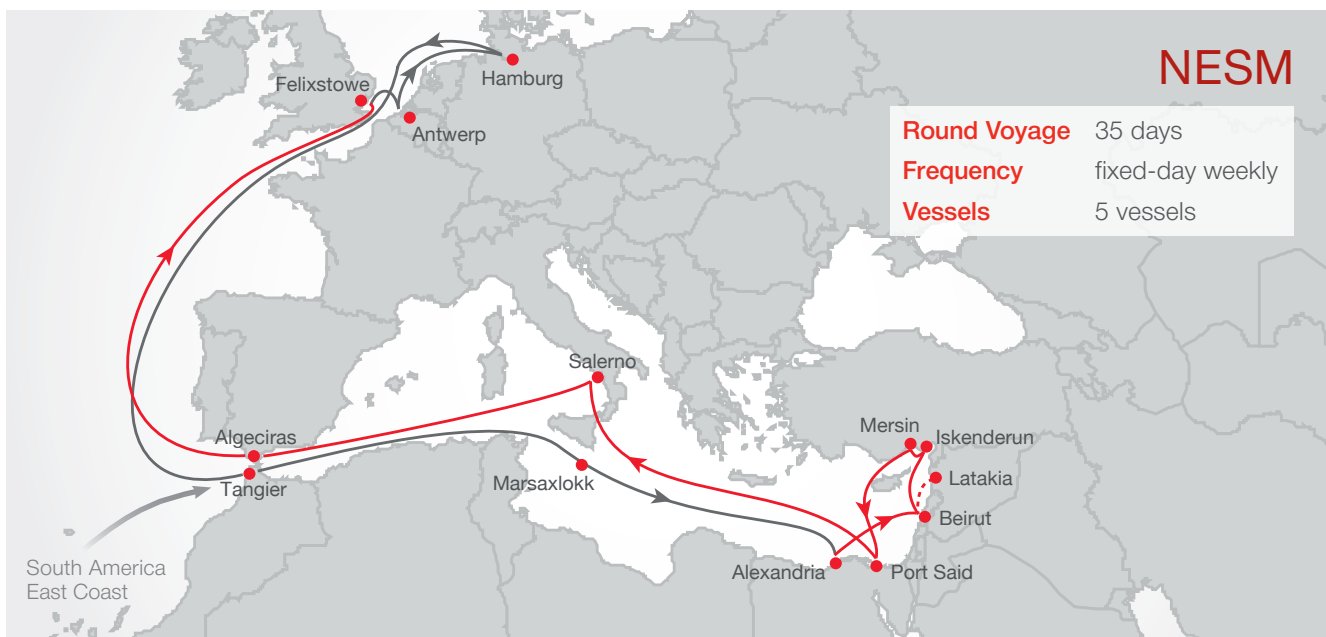 NESM
Round Voyage 35 days
Frequency fixed-day weekly
Vessels 5 vessels
Hamburg
Felixstowe
Antwerp
Salerno
Algeciras
Tangier
Marsaxlokk
Mersin
Iskenderun
Latakia
Beirut
Alexandria
Port Said
South America
East Coast